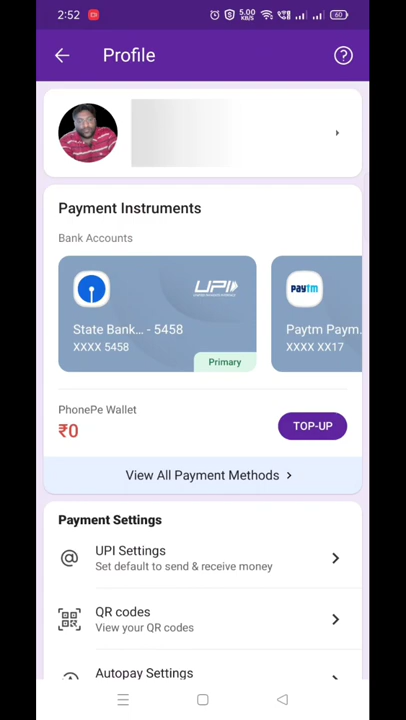 2:52
5.00
KB/S
60
Profile
Payment Instruments
Bank Accounts
UPI
State Bank... - 5458
XXXX 5458
Primary
Paytm
Paytm Paym.
XXXX XX17
PhonePe Wallet
₹0
TOP-UP
View All Payment Methods
Payment Settings
UPI Settings
Set default to send & receive money
QR codes
View your QR codes
Autopay Settings